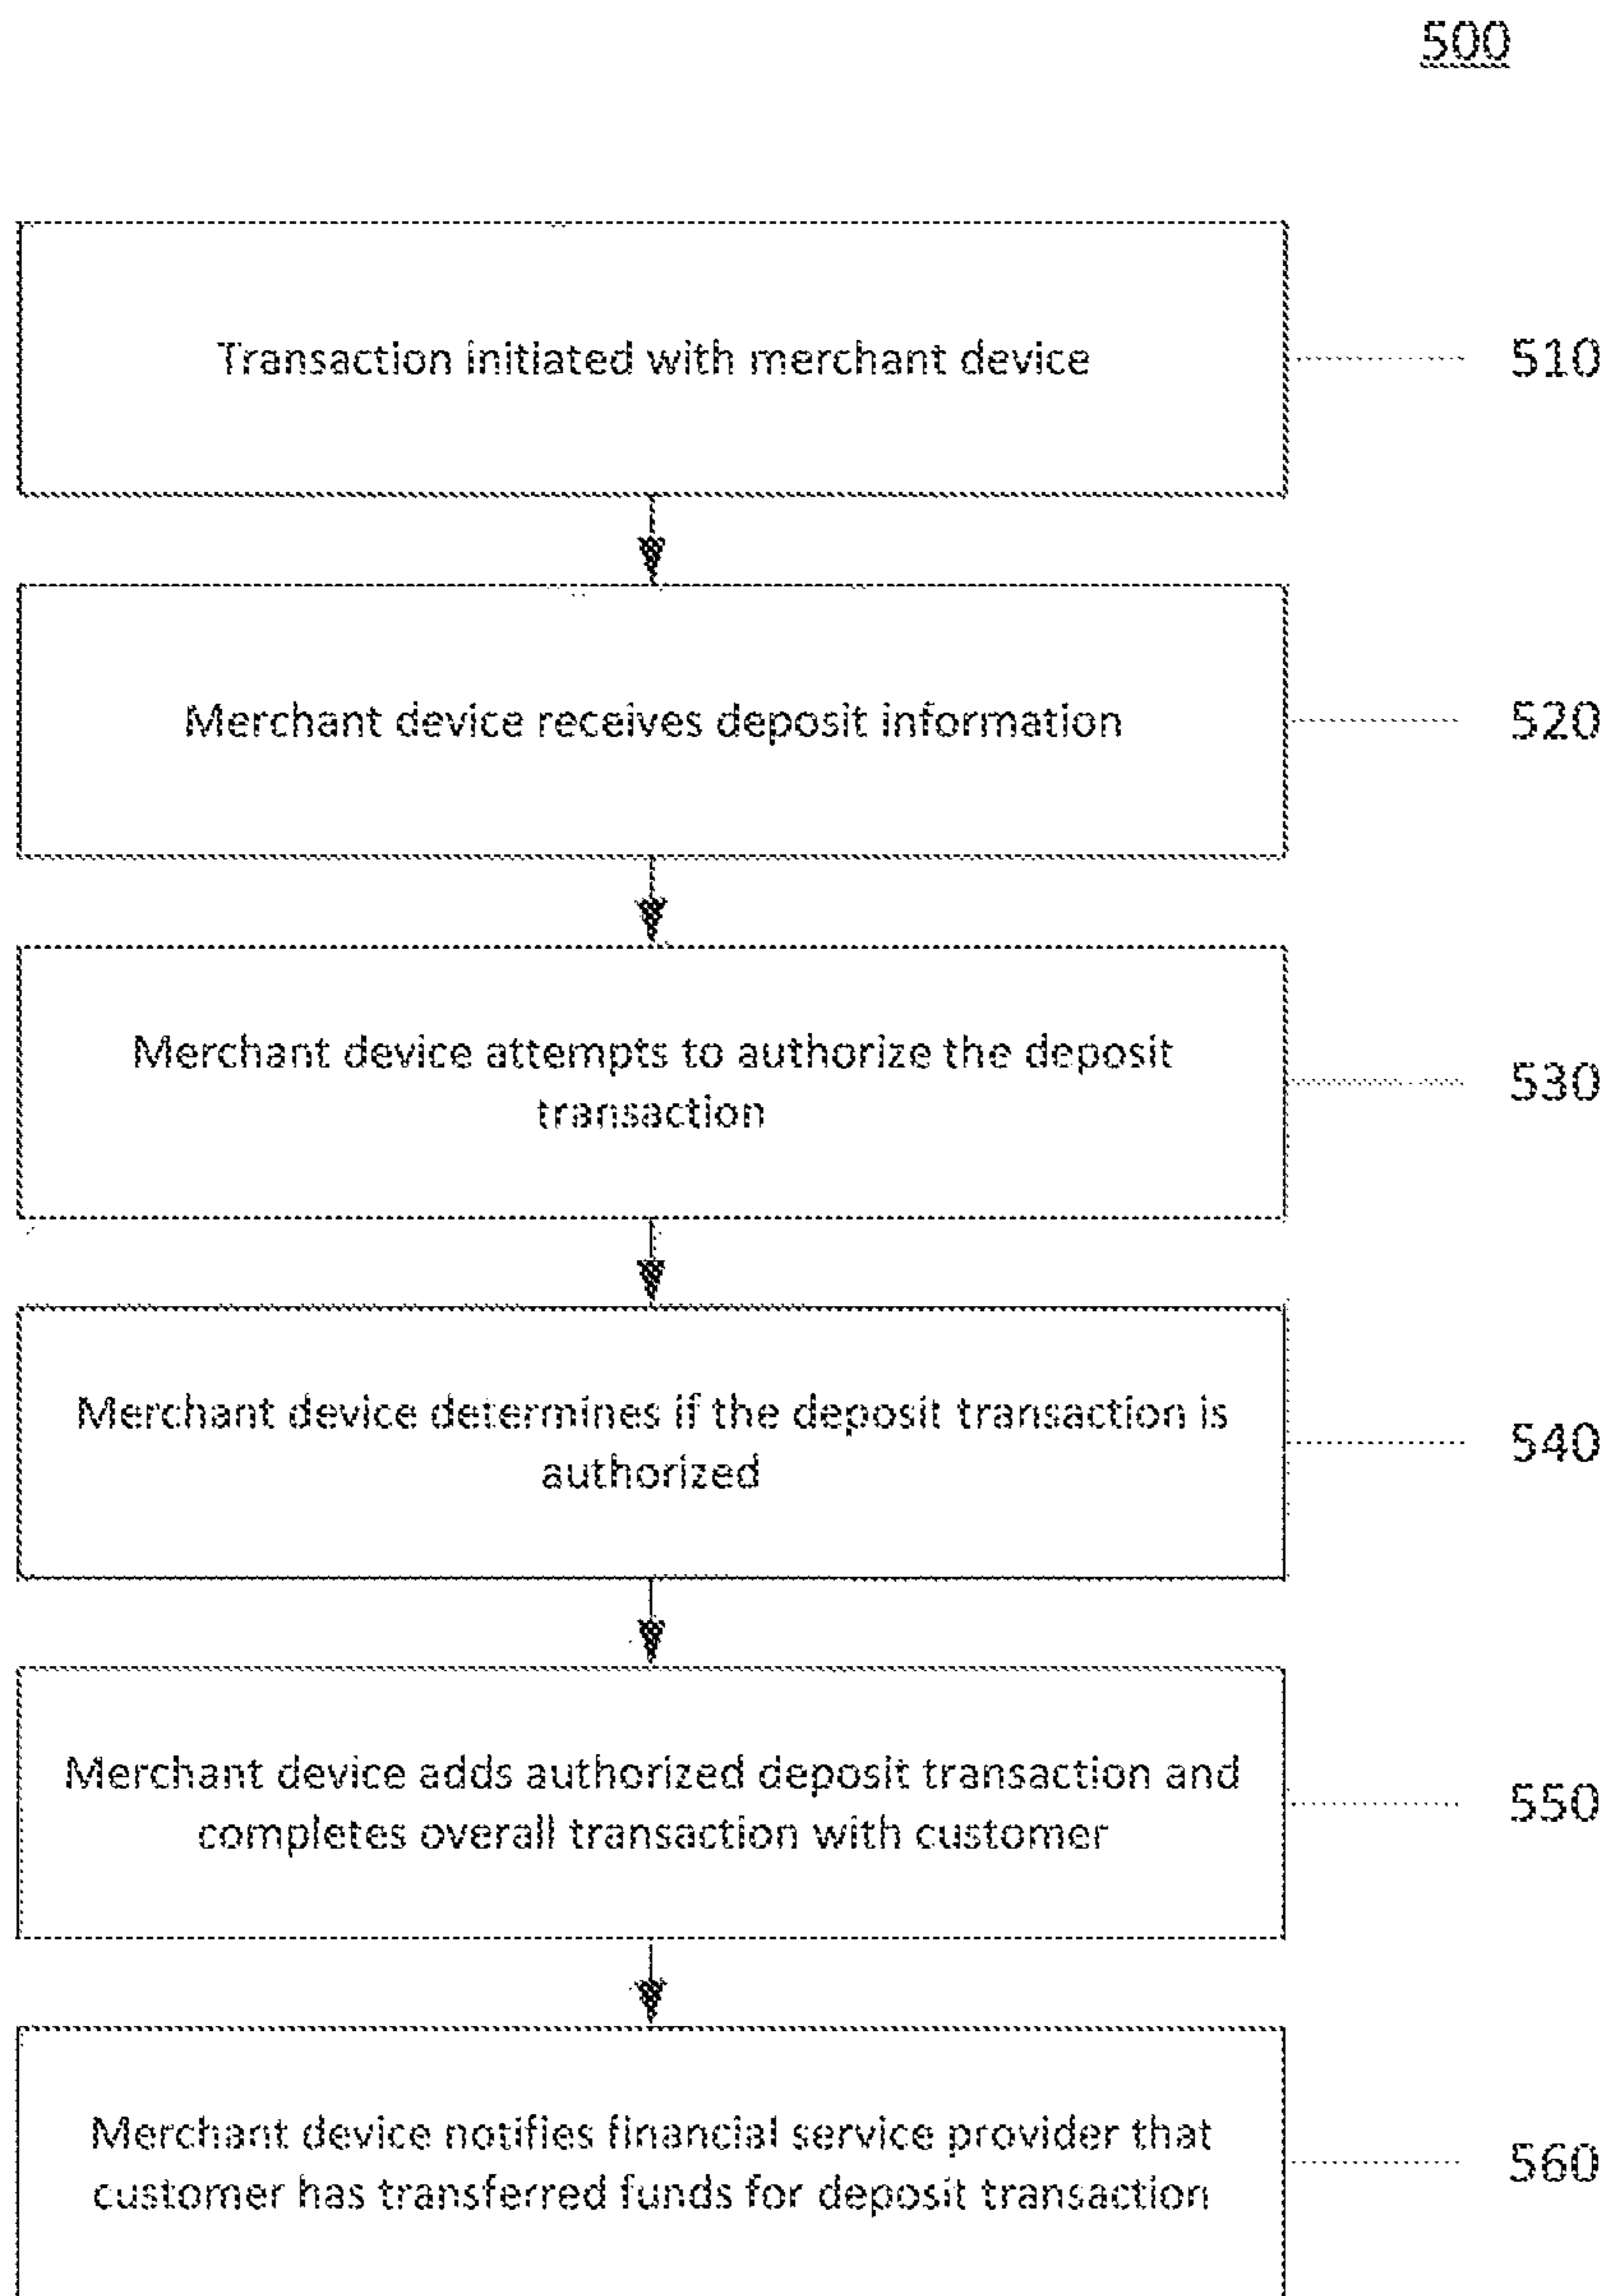 500
Transaction initiated with merchant device
510
Merchant device receives deposit information
520
Merchant device attempts to authorize the deposit
transaction
530
Merchant device determines if the deposit transaction is
authorized
540
Merchant device adds authorized deposit transaction and
completes overall transaction with customer
550
Merchant device notifies financial service provider that
customer has transferred funds for deposit transaction
560